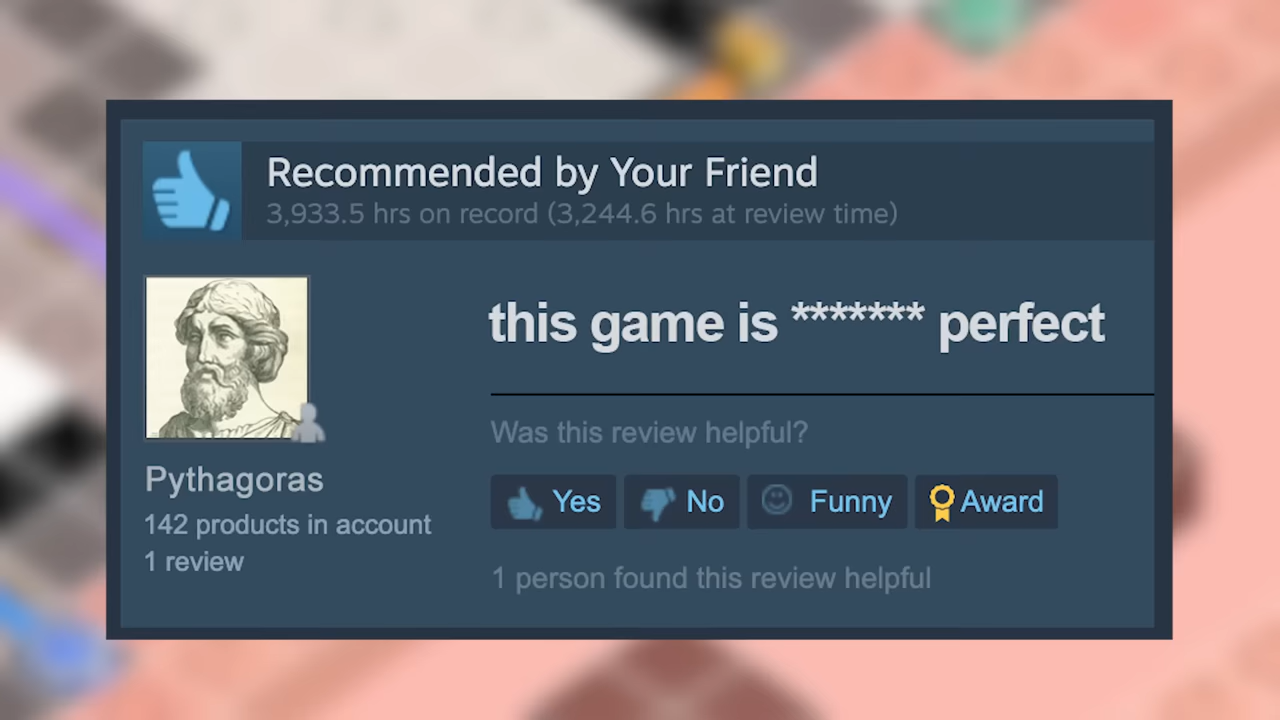 Recommended by Your Friend
3,933.5 hrs on record (3,244.6 hrs at review time)
this game is ******* perfect
Was this review helpful?
Yes No Funny Award
1 person found this review helpful
Pythagoras
142 products in account
1 review